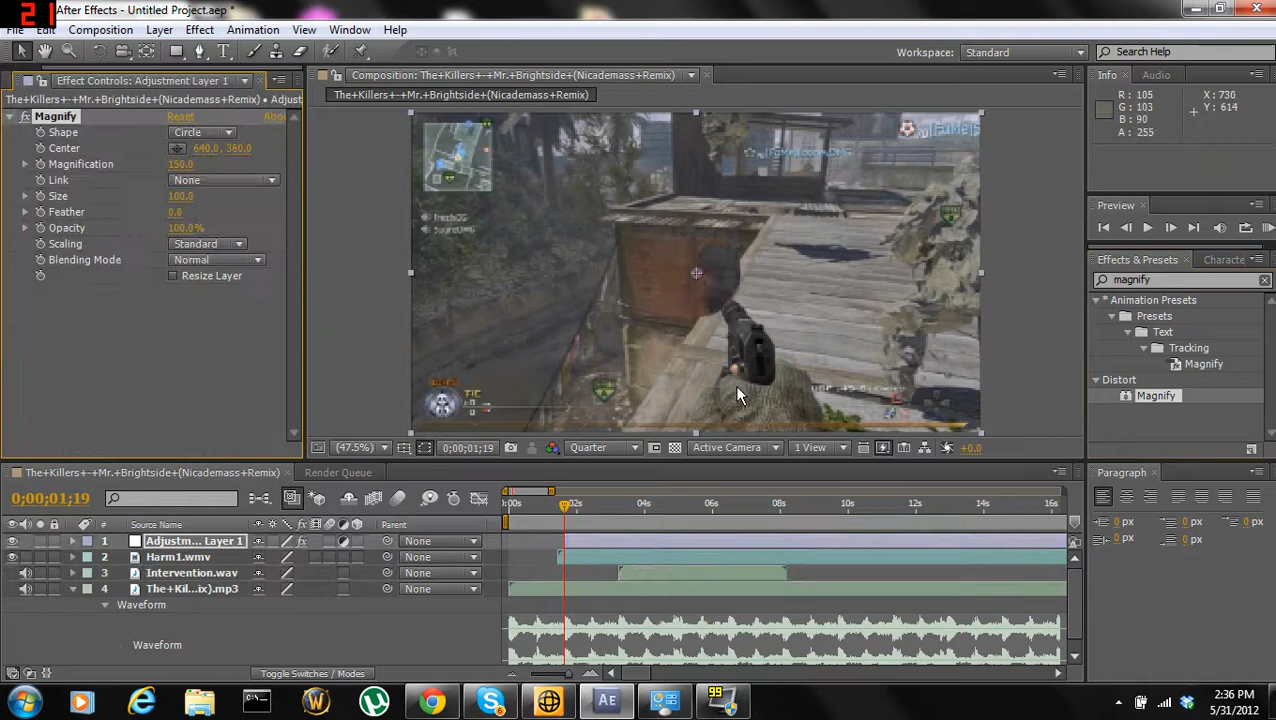 21
After Effects - Untitled Project.aep *
File Edit Composition Layer Effect Animation View Window Help
Workspace: Standard Search Help
Effect Controls: Adjustment Layer 1
Composition: The+Killers+-+Mr.+Brightside+(Nicademass+Remix)
Info Audio
The+Killers+-+Mr.+Brightside+(Nicademass+Remix) • Adjust
The+Killers+-+Mr.+Brightside+(Nicademass+Remix)
R: 105 X: 730
G: 103 Y: 614
B: 90
A: 255
fx Magnify Reset Abou
Shape Circle
Center 640.0, 360.0
Magnification 150.0
Link None
Size 100.0
Feather 0.0
Opacity 100.0 %
Scaling Standard
Blending Mode Normal
Resize Layer
Preview
Effects & Presets Characte
magnify
* Animation Presets
Presets
Text
Tracking
Magnify
Distort
Magnify
(47.5%) 0;00;01;19 Quarter Active Camera 1 View +0.0
The+Killers+-+Mr.+Brightside+(Nicademass+Remix) Render Queue
Paragraph
0;00;01;19
0:00s 02s 04s 06s 08s 10s 12s 14s 16s
# Source Name fx Parent
1 Adjustm... Layer 1 fx None
2 Harm1.wmv None
3 Intervention.wav None
4 The+Kil...ix).mp3 None
Waveform
Waveform
0 px 0 px 0 px
0 px 0 px
Toggle Switches / Modes
6 Ae 99
2:36 PM
5/31/2012